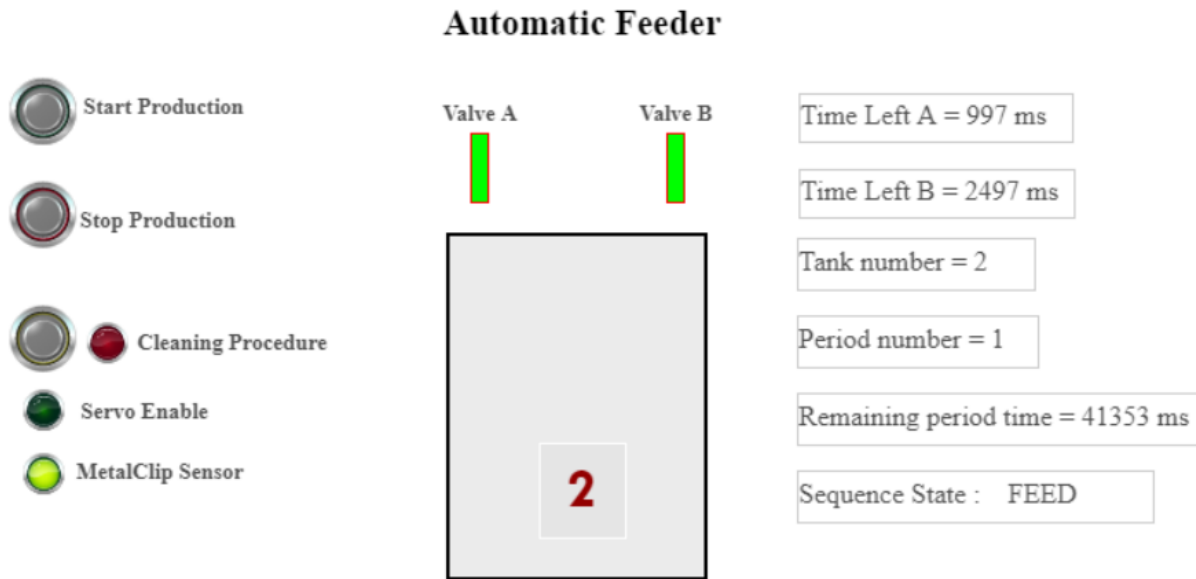 Automatic Feeder
Start Production
Stop Production
Cleaning Procedure
Servo Enable
MetalClip Sensor
Valve A
Valve B
2
Time Left A = 997 ms
Time Left B = 2497 ms
Tank number = 2
Period number = 1
Remaining period time = 41353 ms
Sequence State : FEED